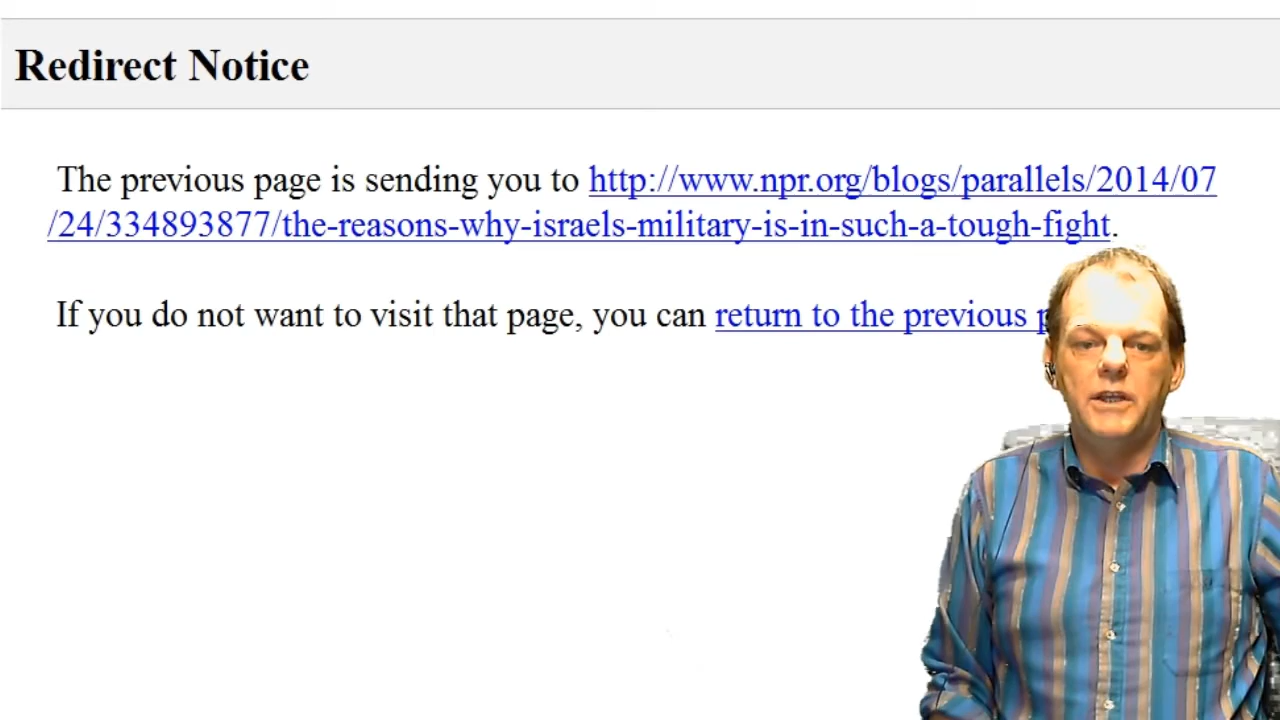 Redirect Notice
The previous page is sending you to http://www.npr.org/blogs/parallels/2014/07
/24/334893877/the-reasons-why-israels-military-is-in-such-a-tough-fight.
If you do not want to visit that page, you can return to the previous